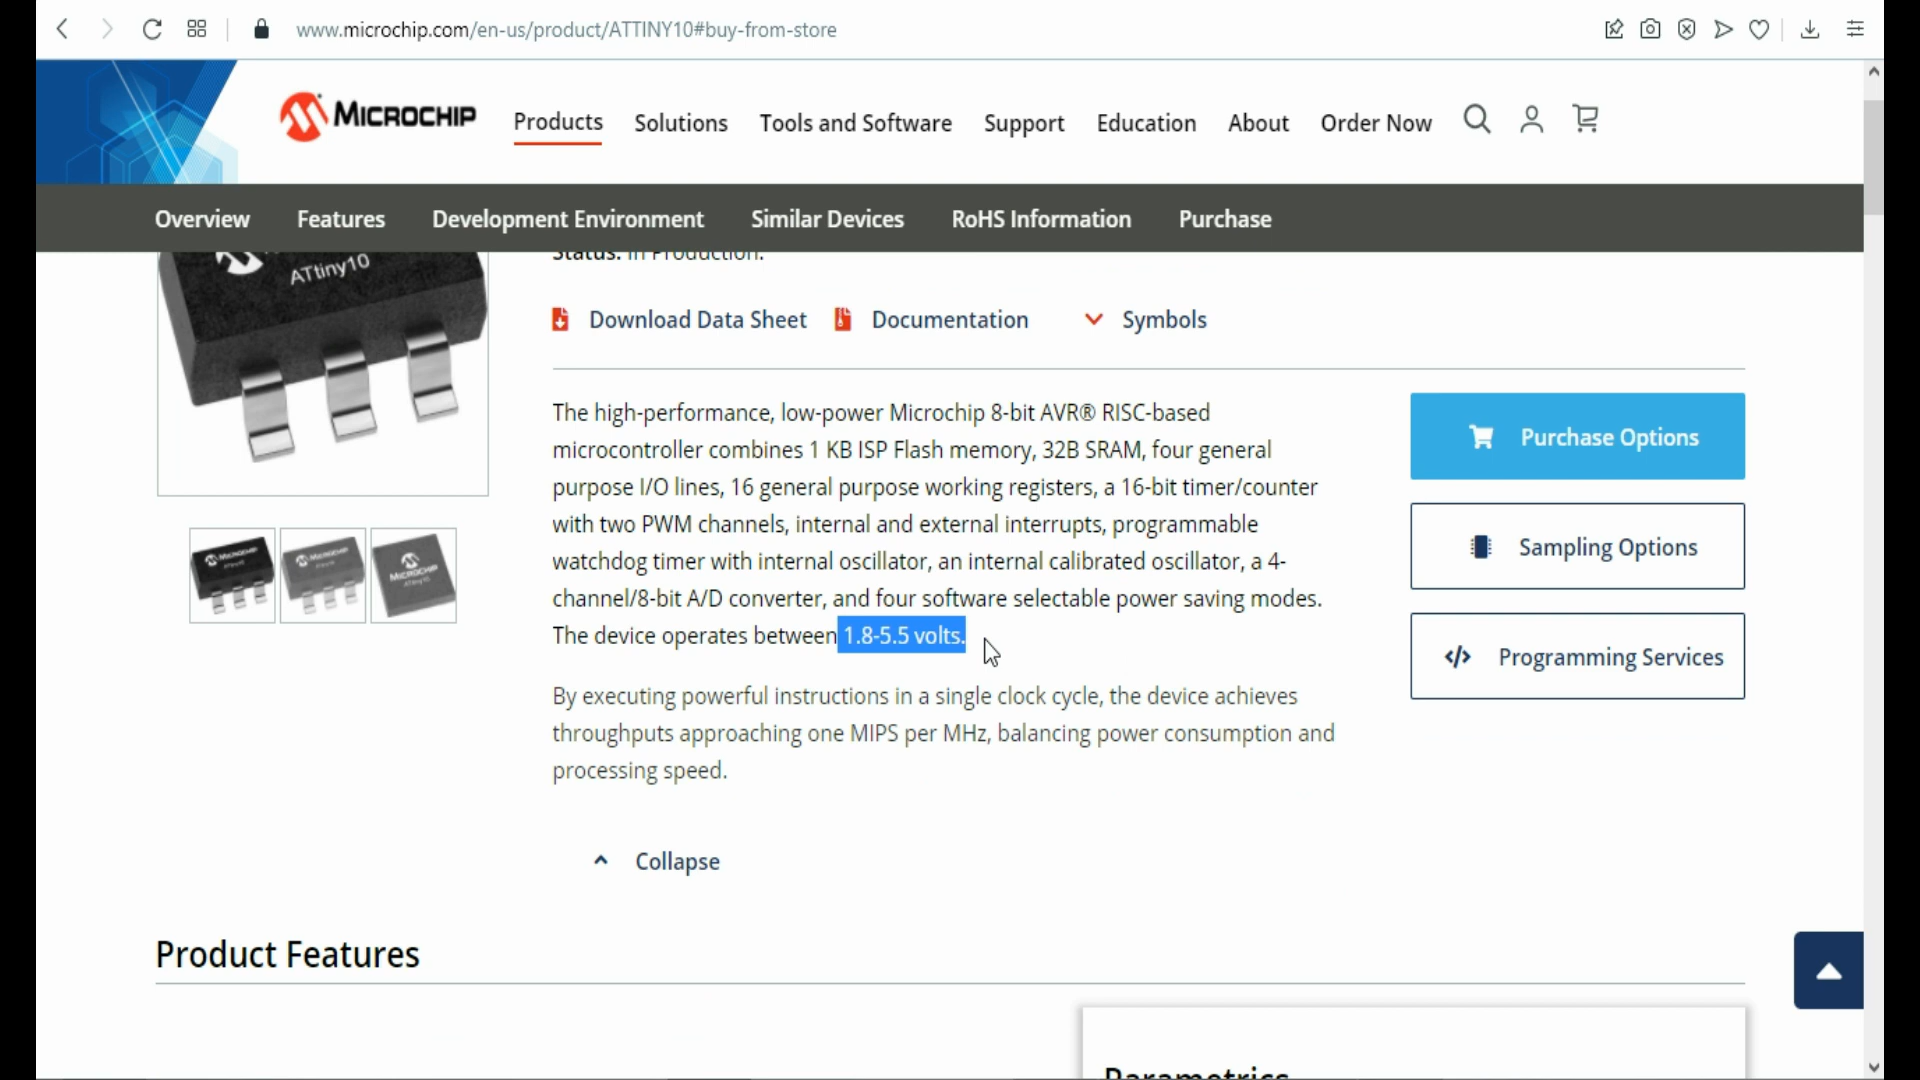 www.microchip.com/en-us/product/ATTINY10#buy-from-store
MICROCHIP
Products Solutions Tools and Software Support Education About Order Now
Overview Features Development Environment Similar Devices RoHS Information Purchase
Status: In Production.
ATtiny10
Download Data Sheet Documentation Symbols
The high-performance, low-power Microchip 8-bit AVR® RISC-based
microcontroller combines 1 KB ISP Flash memory, 32B SRAM, four general
purpose I/O lines, 16 general purpose working registers, a 16-bit timer/counter
with two PWM channels, internal and external interrupts, programmable
watchdog timer with internal oscillator, an internal calibrated oscillator, a 4-
channel/8-bit A/D converter, and four software selectable power saving modes.
The device operates between 1.8-5.5 volts.
By executing powerful instructions in a single clock cycle, the device achieves
throughputs approaching one MIPS per MHz, balancing power consumption and
processing speed.
Collapse
Purchase Options
Sampling Options
Programming Services
MICROCHIP
MICROCHIP
MICROCHIP
Product Features
Parametrics